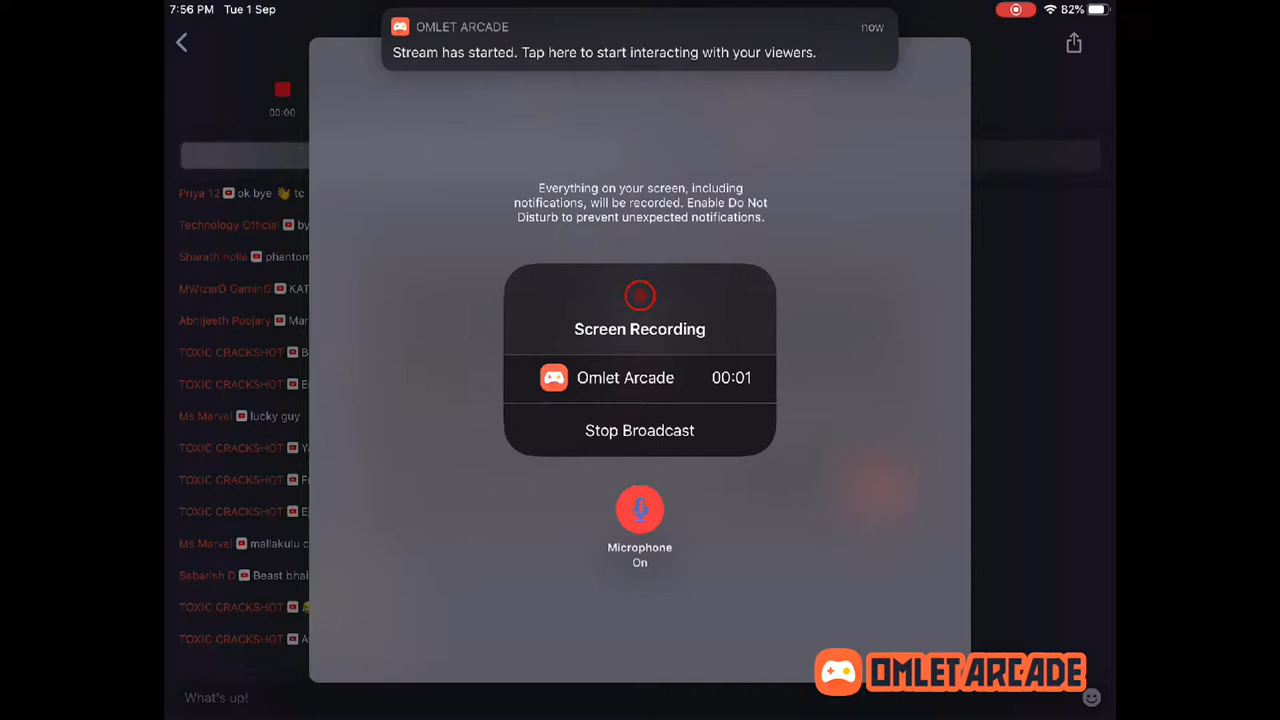 7:56 PM Tue 1 Sep
82%
OMLET ARCADE
now
Stream has started. Tap here to start interacting with your viewers.
00:00
Everything on your screen, including
notifications, will be recorded. Enable Do Not
Disturb to prevent unexpected notifications.
Screen Recording
Omlet Arcade 00:01
Stop Broadcast
Microphone
On
Priya 12 ok bye 👋 tc
Technology Official
Sharath holla phantom
MWizarD GaminG KAT
Abhijeeth Poojary Mar
TOXIC CRACKSHOT
TOXIC CRACKSHOT
Ms Marvel lucky guy
TOXIC CRACKSHOT
TOXIC CRACKSHOT
TOXIC CRACKSHOT
Ms Marvel mallakulu
Sabarish D Beast bhai
TOXIC CRACKSHOT
TOXIC CRACKSHOT
What's up!
OMLET ARCADE